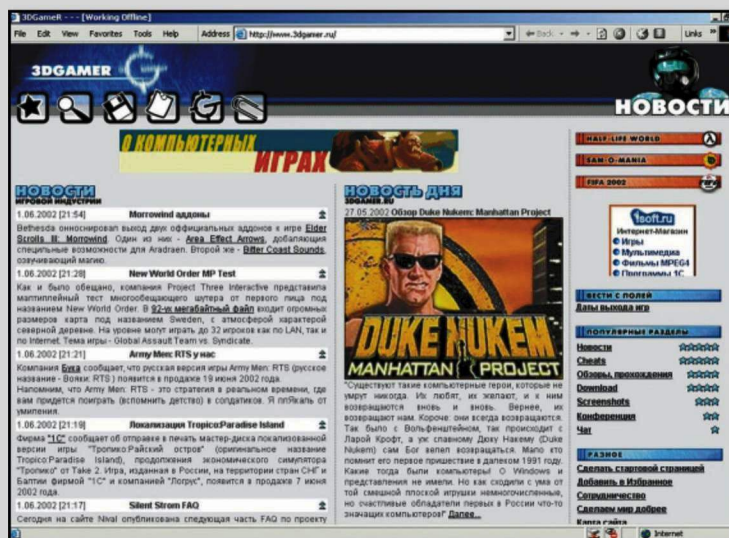 3DGameR - - - [Working Offline]
File Edit View Favorites Tools Help Address http://www.3dgamer.ru/ Back Links
3DGAMER
НОВОСТИ
О КОМПЬЮТЕРНЫХ
ИГРАХ
НОВОСТИ
ИГРОВОЙ ИНДУСТРИИ
1.06.2002 [21:54] Morrowind аддоны
Bethesda онносировал выход двух оффициальных аддонов к игре Elder
Scrolls III: Morrowind. Один из них - Area Effect Arrows, добалляющий
специльные возможности для Aradraen. Второй же - Bitter Coast Sounds,
озвучивающий магию.
1.06.2002 [21:28] New World Order MP Test
Как и было обещано, компания Project Three Interactive представила
малтиплейный тест многообещающего шутера от первого лица под
названием New World Order. В 92-ух мегабайтный файл входит огромных
размеров карта под названием Sweden, с атмосферой характерой
северной деревне. На уровне могут играть до 32 игроков как по LAN, так и
по Internet. Тема игры - Global Assault Team vs. Syndicate.
1.06.2002 [21:21] Army Men: RTS у нас
Компания Бука сообщает, что русская версия игры Army Men: RTS (русское
название - Вояки: RTS ) появится в продаже 19 июня 2002 года.
Напомним, что Army Men: RTS - это стратегия в реальном времени, где
вам придется поиграть (вспомнить детство) в солдатиков. Я плЯкаль от
умиления.
1.06.2002 [21:19] Локализация Tropico:Paradise Island
Фирма "1С" сообщает об отправке в печать мастер-диска локализованной
версии игры "Тропико:Райский остров" (оригинальное название
Tropico:Paradise Island), продолжения экономического симулятора
"Тропико" от Take 2. Игра, изданная в России, на территории стран СНГ и
Балтии фирмой "1С" и компанией "Логрус", появится в продаже 7 июня
2002 года.
1.06.2002 [21:17] Silent Strom FAQ
Сегодня на сайте Nival опубликована следующая часть FAQ по проекту
НОВОСТЬ ДНЯ
3DGAMER.RU
27.05.2002 Обзор Duke Nukem: Manhattan Project
DUKE NUKEM
MANHATTAN PROJECT
"Существуют такие компьютерные герои, которые не
умрут никогда. Их любят, их желают, и к ним
возвращаются вновь и вновь. Вернее, их
возвращают нам. Короче они всегда возвращаются.
Так было с Вольфенштейном, так происходит с
Ларой Крофт, а уж славному Дюку Накему (Duke
Nukem) сам Бог велел возвращаться. Мало кто
помнит его первое пришествие в далеком 1991 году.
Какие тогда были компьютеры! О Windows и
представления не имели. Но как сходили с ума от
той смешной плоской игрушки немногочисленные,
но счастливые обладатели первых в России что-то
значащих компьютеров!" Далее...
HALF-LIFE WORLD
SAM-O-MANIA
FIFA 2002
1soft.ru
Интернет-Магазин
Игры
Мультимедиа
Фильмы MPEG4
Программы 1С
ВЕСТИ С ПОЛЕЙ
Даты выхода игр
ПОПУЛЯРНЫЕ РАЗДЕЛЫ
Новости
Cheats
Обзоры, прохождения
Download
Screenshots
Конференция
Чат
РАЗНОЕ
Сделать стартовой страницей
Добавить в Избранное
Сотрудничество
Сделаем мир добрее
Карта сайта
Internet